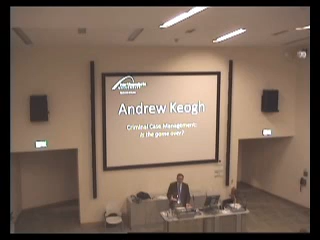 Andrew Keogh
Criminal Case Management:
is the game over?